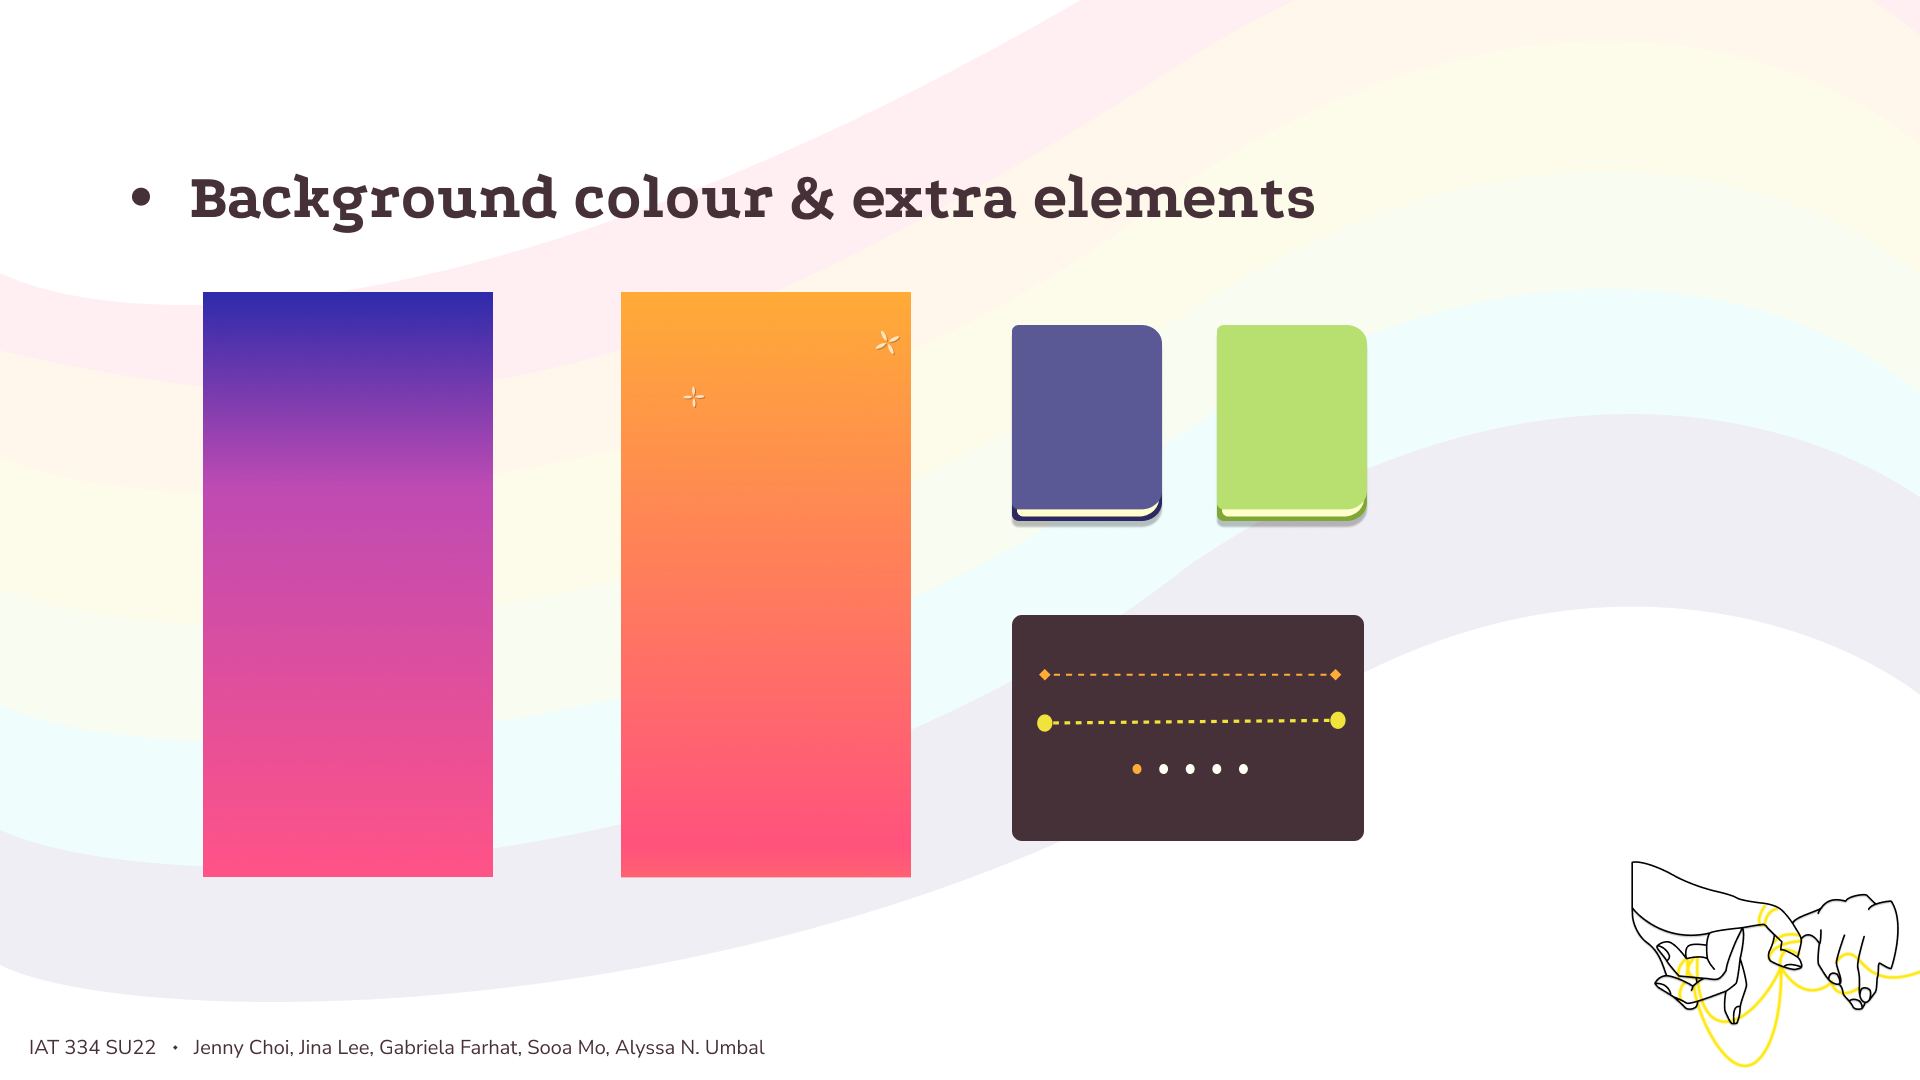 • Background colour & extra elements
IAT 334 SU22 • Jenny Choi, Jina Lee, Gabriela Farhat, Sooa Mo, Alyssa N. Umbal